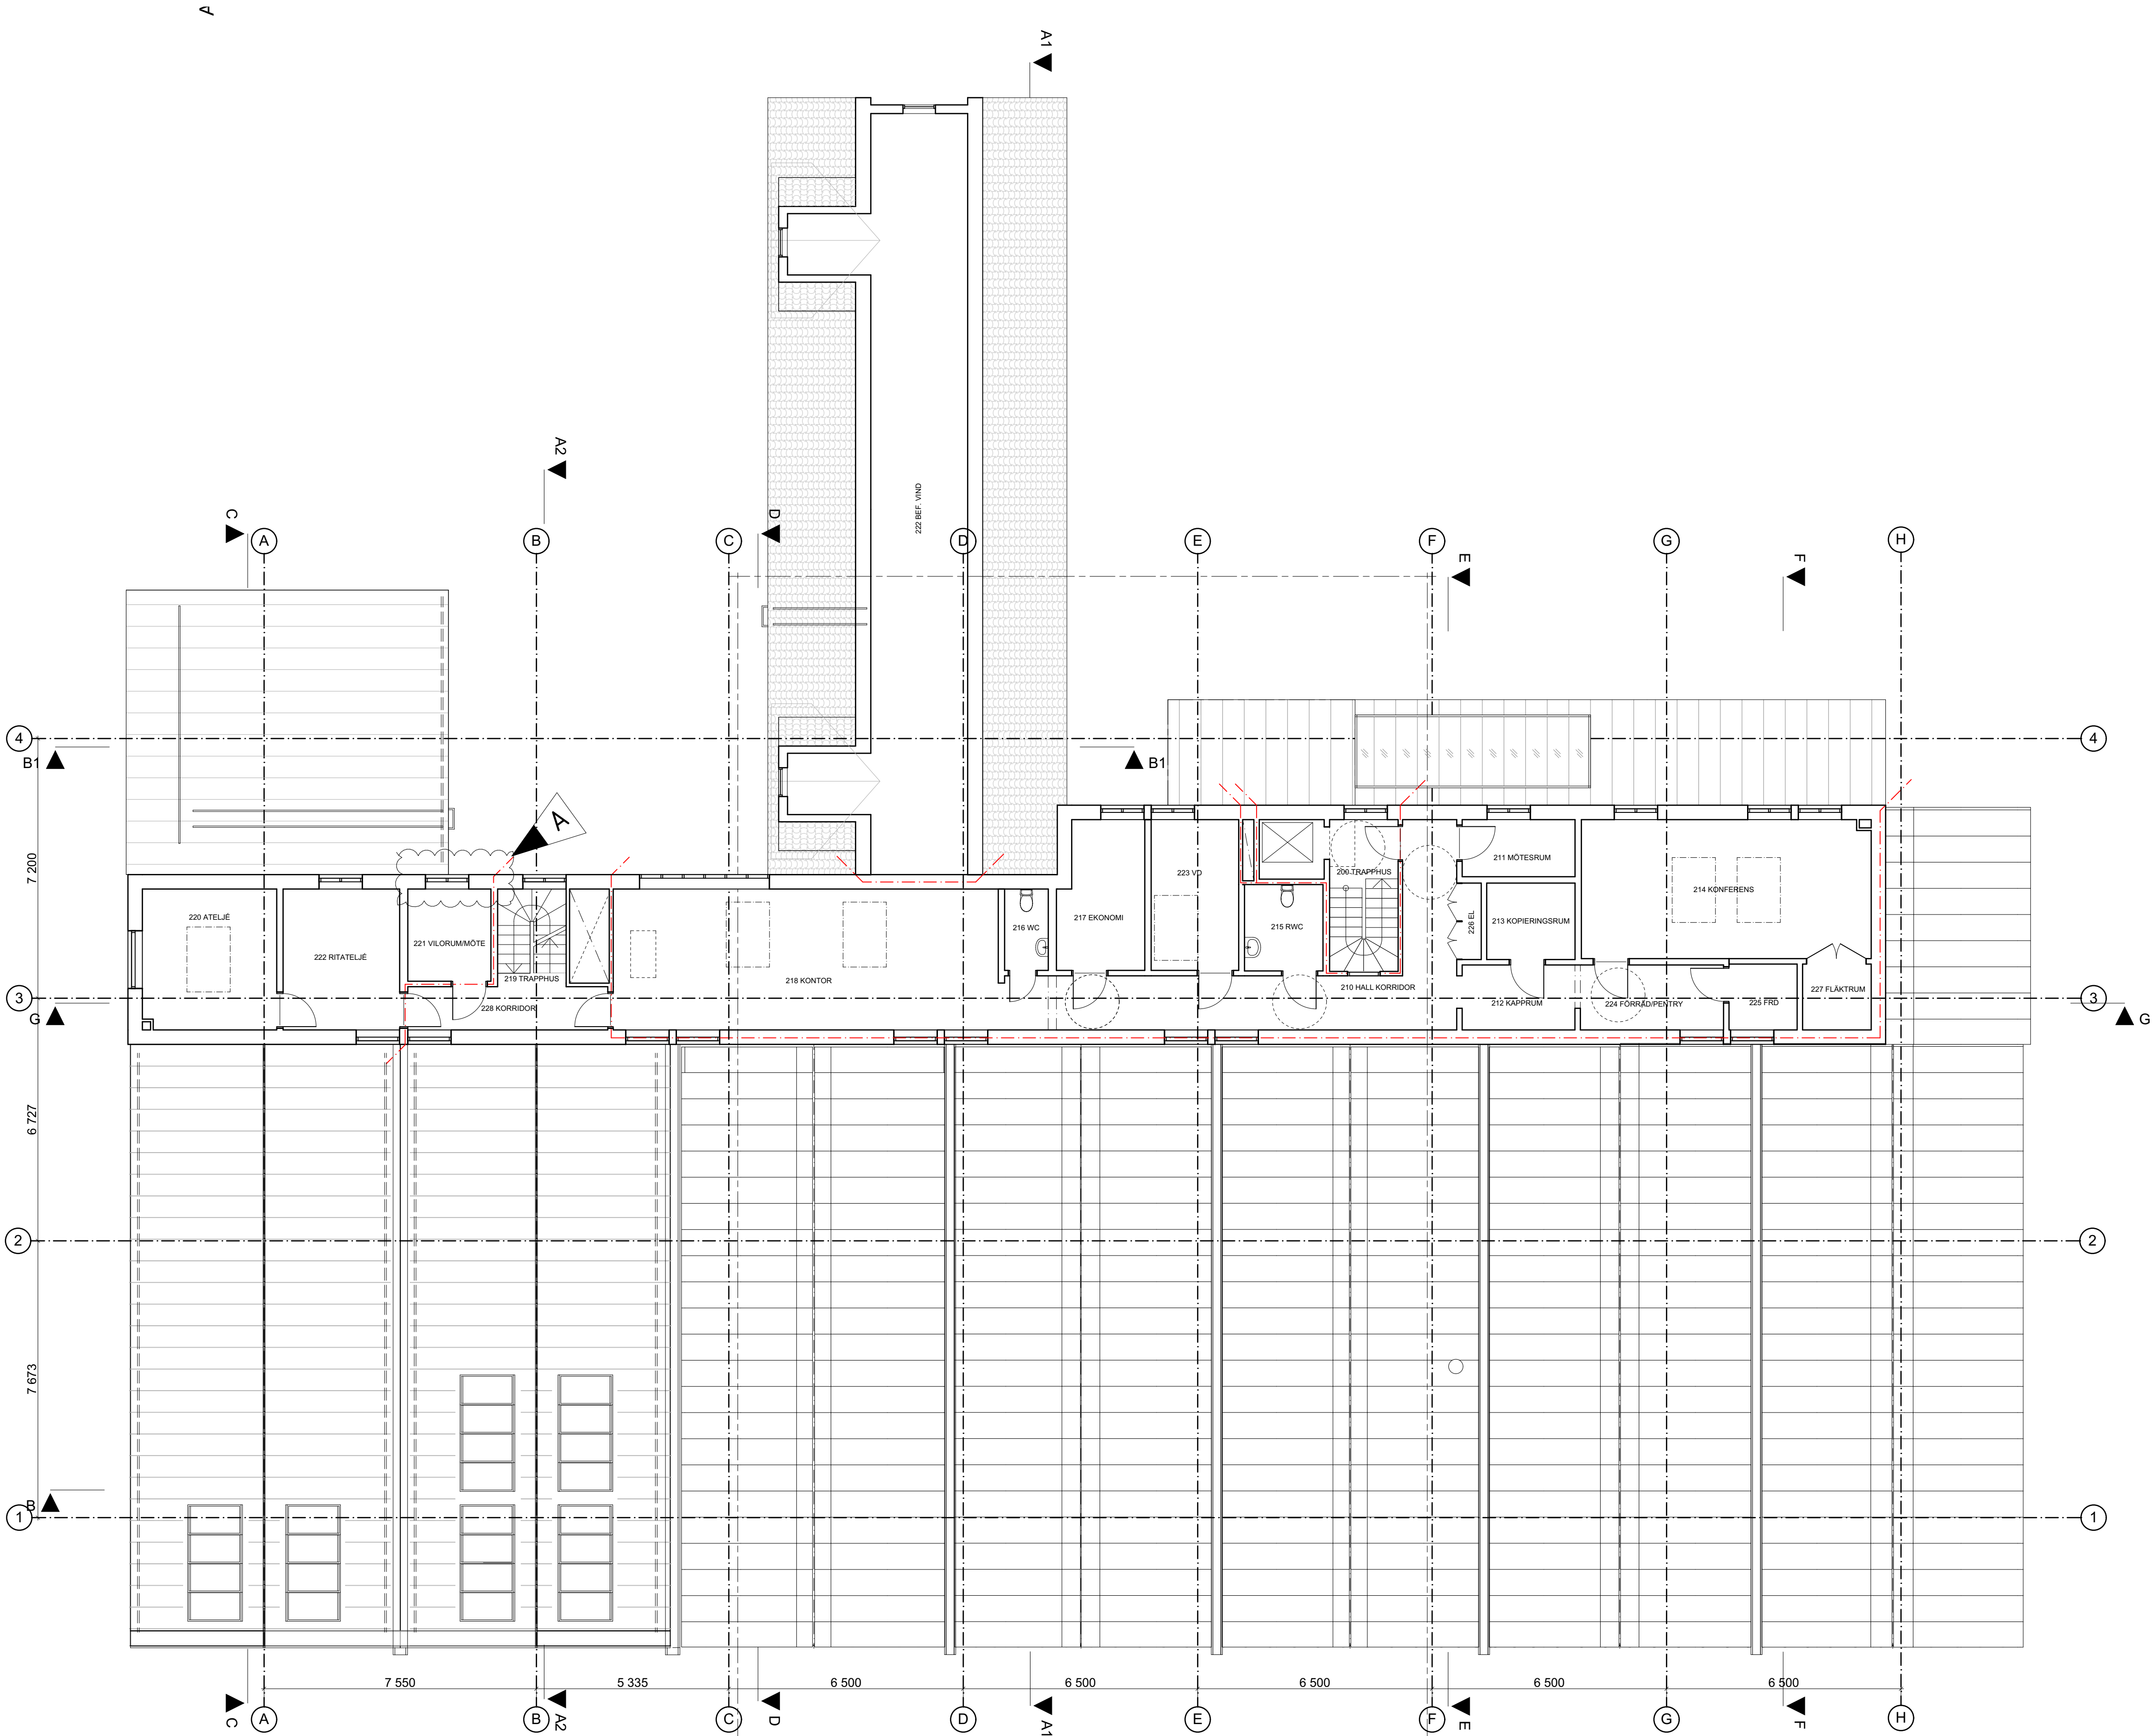 A
A1
A2
222 BEF. VIND
C
D
A
B
C
D
E
F
G
H
E
F
4
4
B1
B1
A
7 200
211 MÖTESRUM
223 VD
200 TRAPPHUS
214 KONFERENS
220 ATELJÉ
217 EKONOMI
226 EL
213 KOPIERINGSRUM
216 WC
215 RWC
221 VILORUM/MÖTE
222 RITATELJÉ
219 TRAPPHUS
218 KONTOR
210 HALL KORRIDOR
227 FLÄKTRUM
3
3
228 KORRIDOR
212 KAPPRUM
224 FÖRRÅD/PENTRY
225 FRD
G
G
6 727
2
2
7 673
B
1
1
7 550
5 335
6 500
6 500
6 500
6 500
6 500
C
A
B
A2
C
D
D
A1
E
F
E
G
F
H